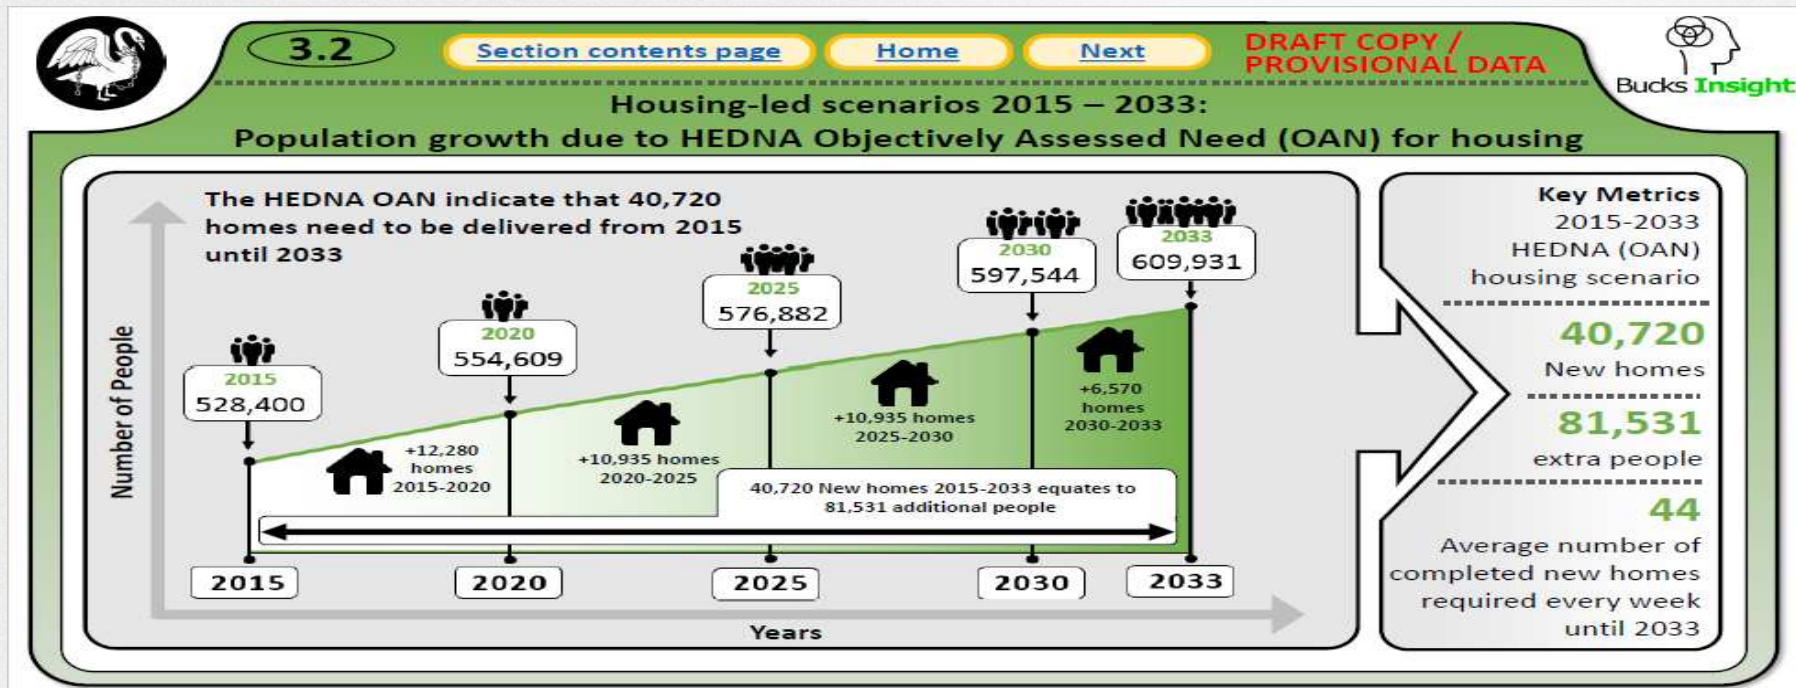 3.2
Section contents page
Home
Next
DRAFT COPY /
PROVISIONAL DATA
Bucks Insight
Housing-led scenarios 2015 – 2033:
Population growth due to HEDNA Objectively Assessed Need (OAN) for housing
The HEDNA OAN indicate that 40,720
homes need to be delivered from 2015
until 2033
Number of People
2015
528,400
2020
554,609
2025
576,882
2030
597,544
2033
609,931
+12,280
homes
2015-2020
+10,935 homes
2020-2025
+10,935 homes
2025-2030
+6,570
homes
2030-2033
40,720 New homes 2015-2033 equates to
81,531 additional people
2015
2020
2025
2030
2033
Years
Key Metrics
2015-2033
HEDNA (OAN)
housing scenario
40,720
New homes
81,531
extra people
44
Average number of
completed new homes
required every week
until 2033